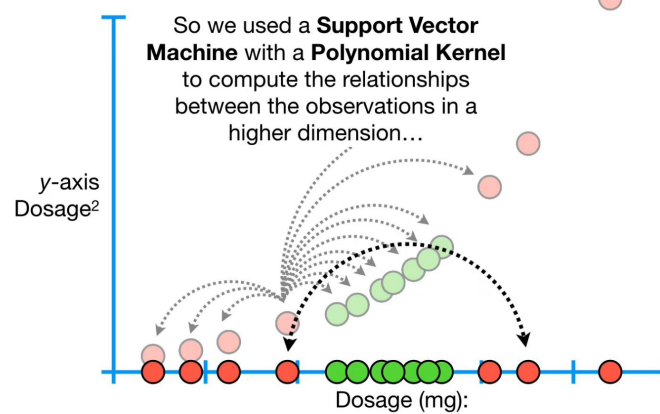 So we used a Support Vector
Machine with a Polynomial Kernel
to compute the relationships
between the observations in a
higher dimension…
y-axis
Dosage²
Dosage (mg):